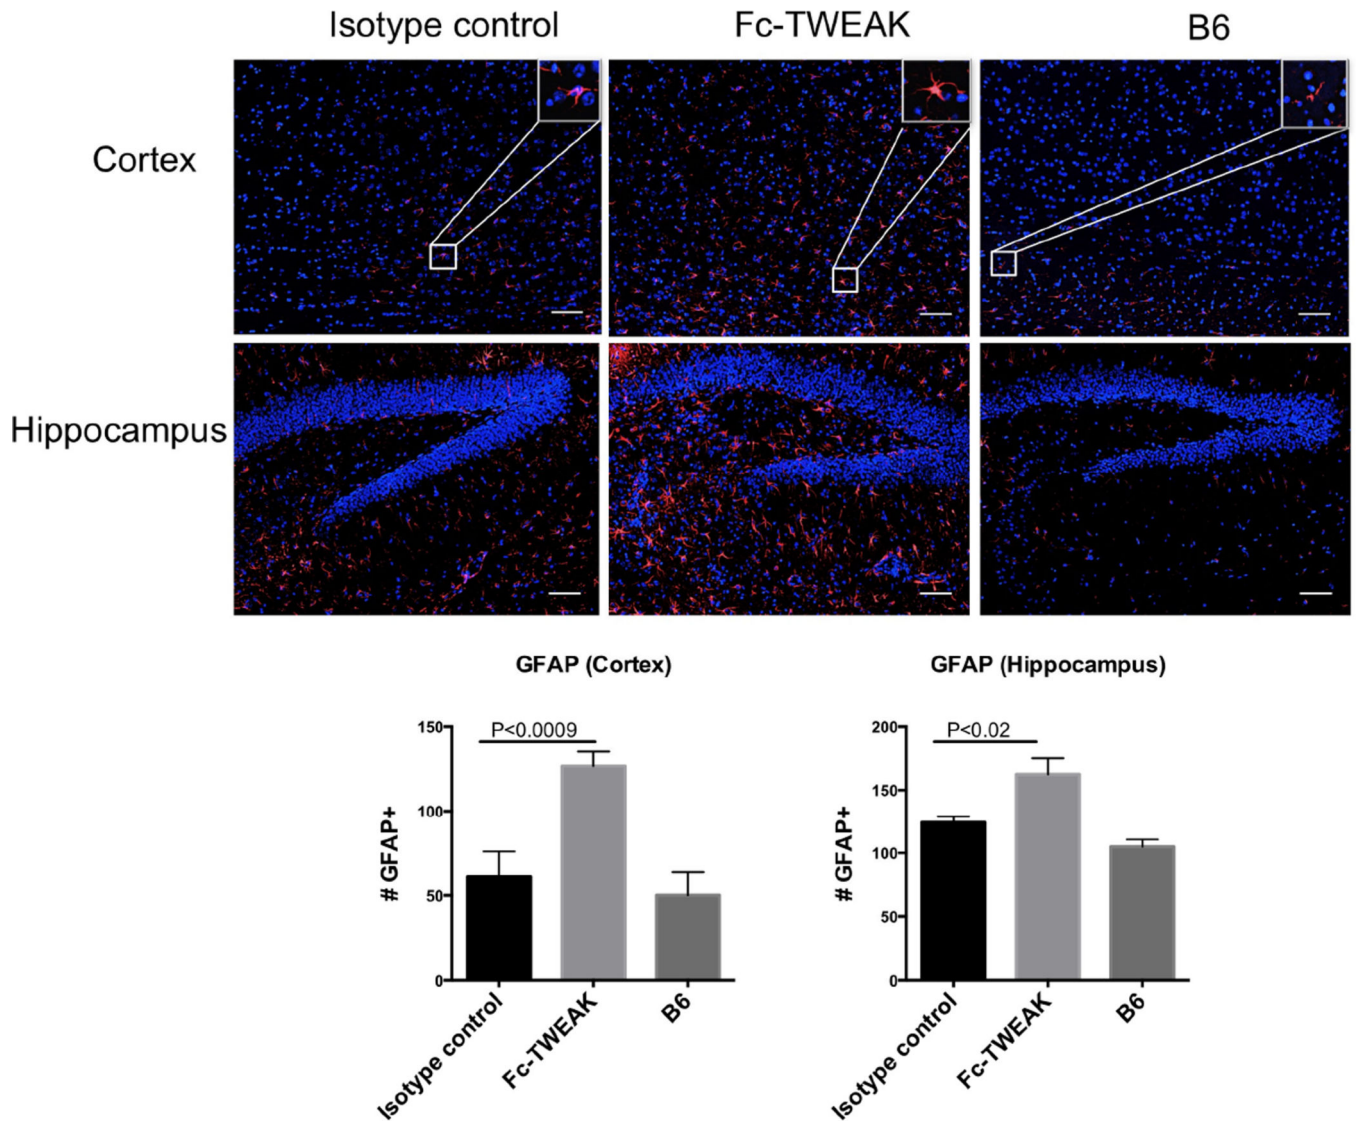 Isotype control Fc-TWEAK B6
Cortex
Hippocampus
GFAP (Cortex)
P<0.0009
# GFAP+
150
100
50
0
Isotype control
Fc-TWEAK
B6
GFAP (Hippocampus)
P<0.02
# GFAP+
200
150
100
50
0
Isotype control
Fc-TWEAK
B6